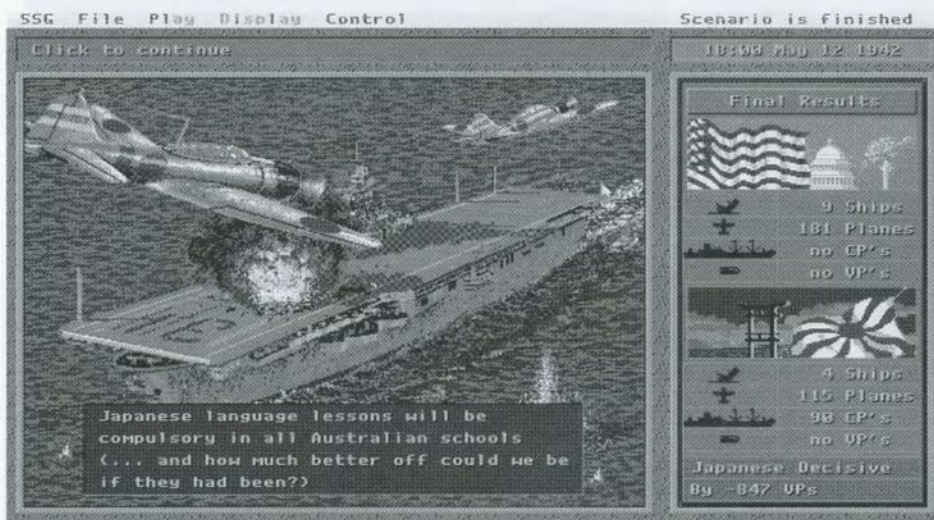 SSG File Play Display Control Scenario is finished
Click to continue 18:00 May 12 1942
Final Results
9 Ships
181 Planes
no CP's
no VP's
4 Ships
115 Planes
90 CP's
no VP's
Japanese language lessons will be
compulsory in all Australian schools
(... and how much better off could we be
if they had been?)
Japanese Decisive
By -847 VPs